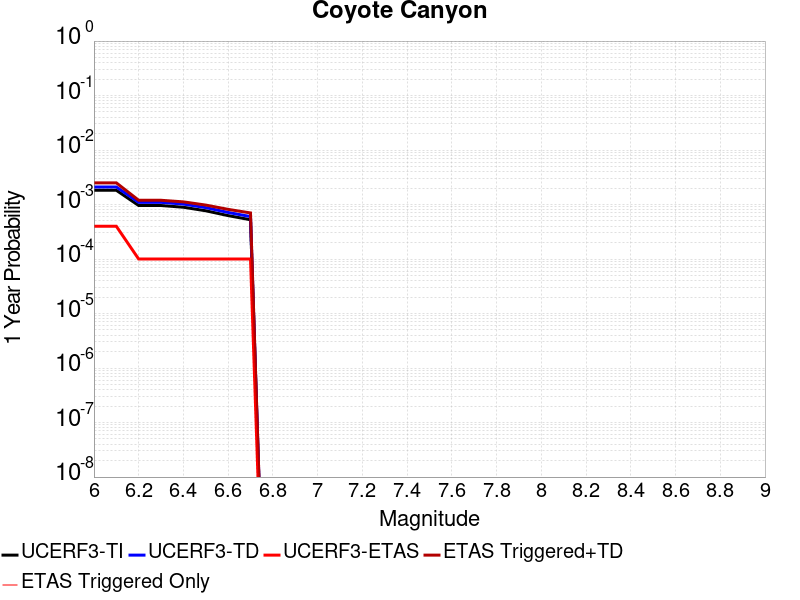 Coyote Canyon
1 Year Probability
10^0
10^-1
10^-2
10^-3
10^-4
10^-5
10^-6
10^-7
10^-8
6 6.2 6.4 6.6 6.8 7 7.2 7.4 7.6 7.8 8 8.2 8.4 8.6 8.8 9
Magnitude
UCERF3-TI UCERF3-TD UCERF3-ETAS ETAS Triggered+TD
ETAS Triggered Only